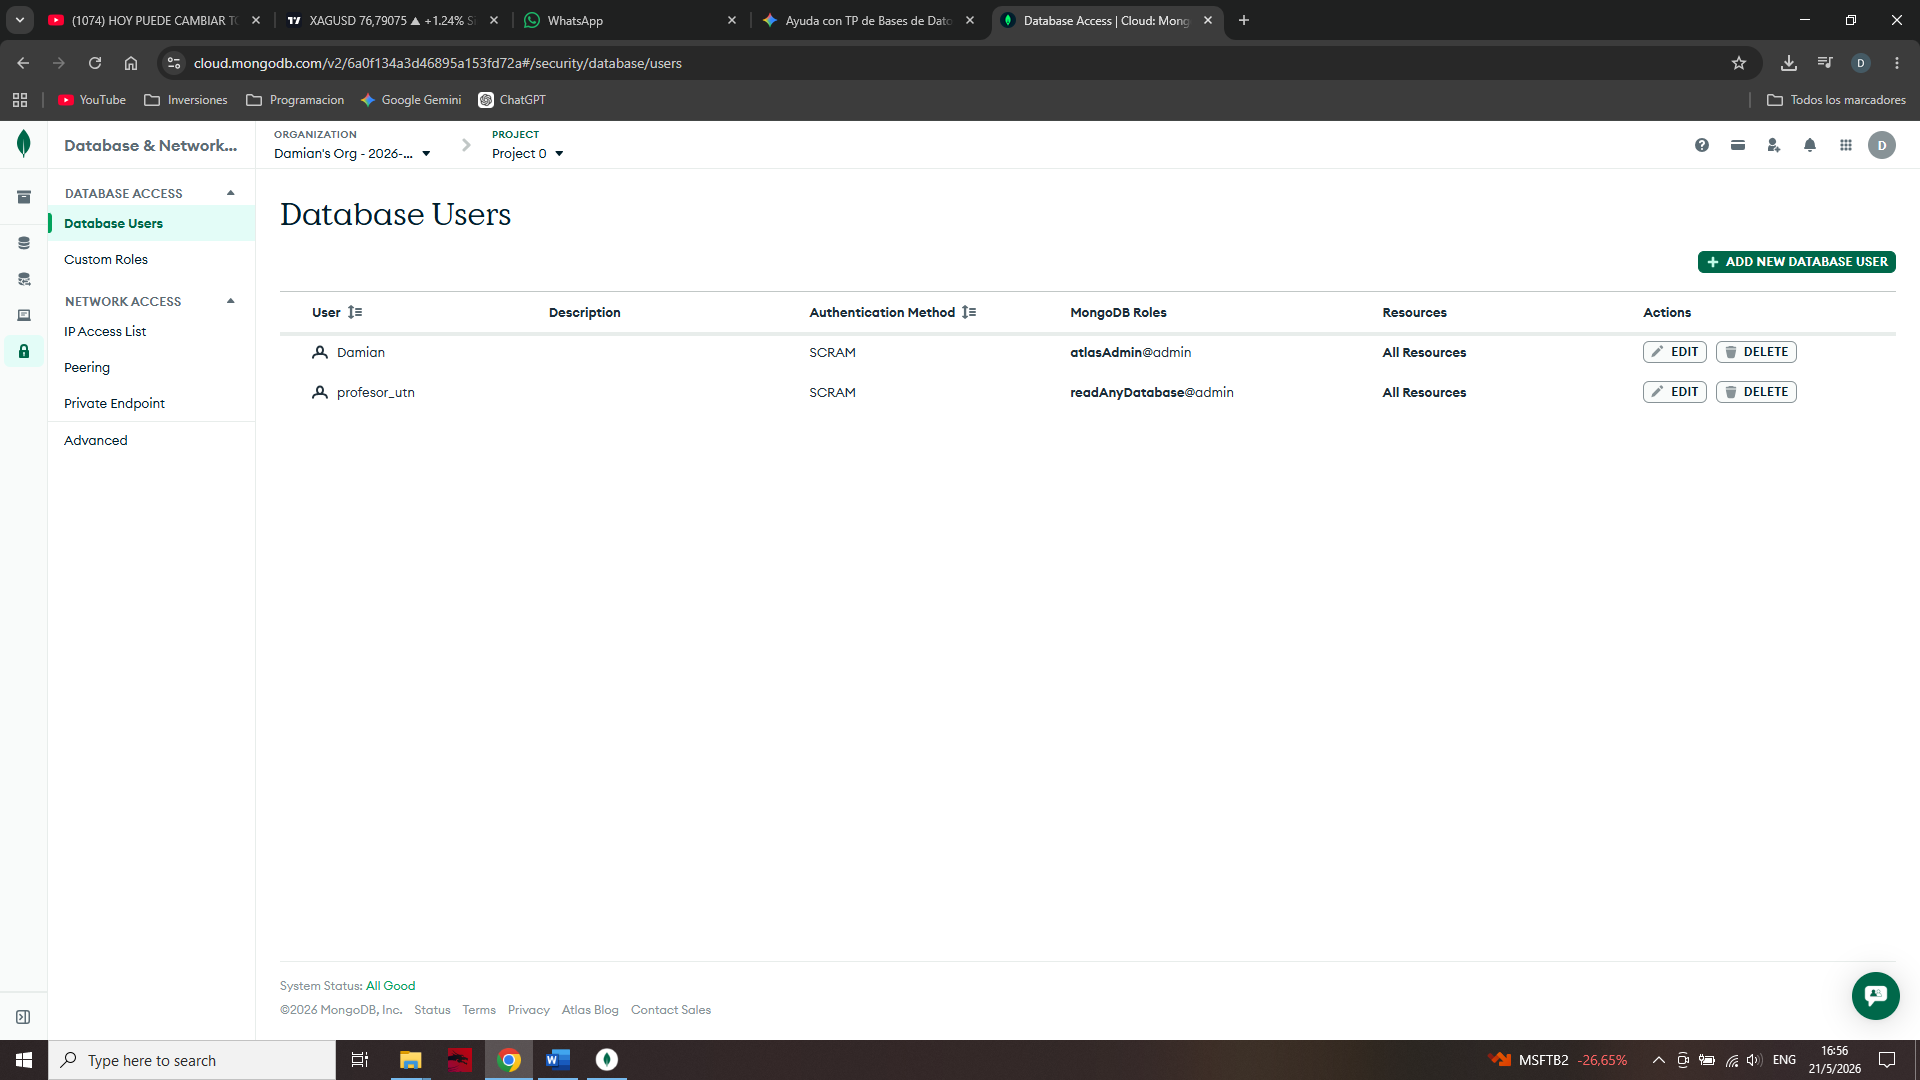 (1074) HOY PUEDE CAMBIAR TO
XAGUSD 76,79075 ▲ +1.24%
WhatsApp
Ayuda con TP de Bases de Dato
Database Access | Cloud: Mong
cloud.mongodb.com/v2/6a0f134a3d46895a153fd72a#/security/database/users
D
YouTube
Inversiones
Programacion
Google Gemini
ChatGPT
Todos los marcadores
Database & Network...
ORGANIZATION
Damian's Org - 2026-...
PROJECT
Project 0
D
DATABASE ACCESS
Database Users
Custom Roles
NETWORK ACCESS
IP Access List
Peering
Private Endpoint
Advanced
Database Users
+ ADD NEW DATABASE USER
User Description Authentication Method MongoDB Roles Resources Actions
Damian SCRAM atlasAdmin@admin All Resources EDIT DELETE
profesor_utn SCRAM readAnyDatabase@admin All Resources EDIT DELETE
System Status: All Good
©2026 MongoDB, Inc. Status Terms Privacy Atlas Blog Contact Sales
Type here to search
MSFTB2 -26,65%
ENG
16:56
21/5/2026